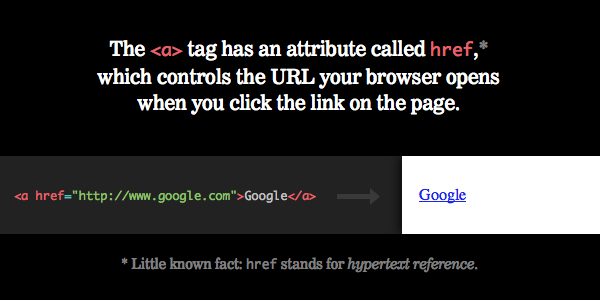 The <a> tag has an attribute called href,*
which controls the URL your browser opens
when you click the link on the page.
<a href="http://www.google.com">Google</a>
Google
* Little known fact: href stands for hypertext reference.